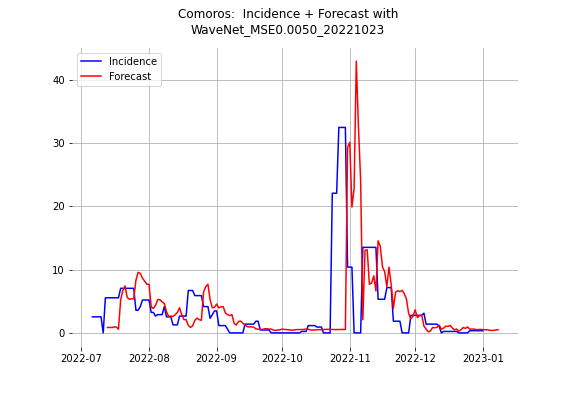 Comoros:  Incidence + Forecast with
WaveNet_MSE0.0050_20221023
Incidence
Forecast
40
30
20
10
0
2022-07 2022-08 2022-09 2022-10 2022-11 2022-12 2023-01